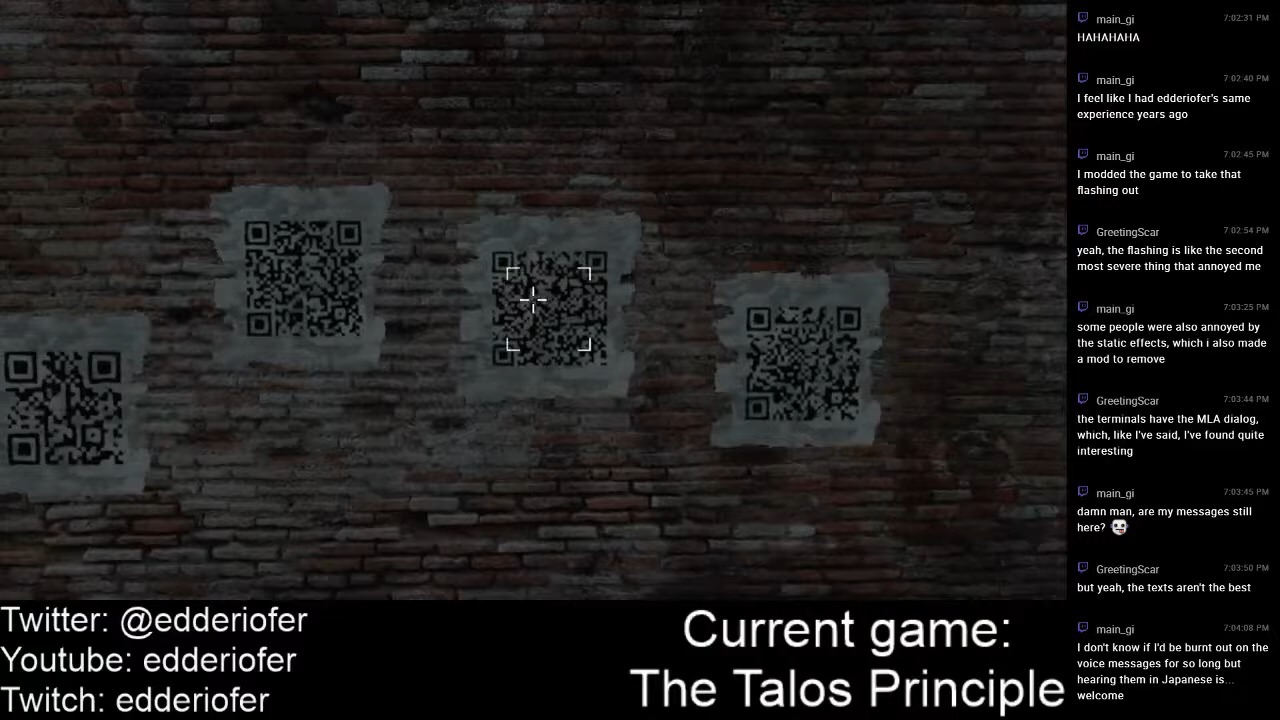 main_gi 7:02:31 PM
HAHAHAHA
main_gi 7:02:40 PM
I feel like I had edderiofer's same
experience years ago
main_gi 7:02:45 PM
I modded the game to take that
flashing out
GreetingScar 7:02:54 PM
yeah, the flashing is like the second
most severe thing that annoyed me
main_gi 7:03:25 PM
some people were also annoyed by
the static effects, which i also made
a mod to remove
GreetingScar 7:03:44 PM
the terminals have the MLA dialog,
which, like I've said, I've found quite
interesting
main_gi 7:03:45 PM
damn man, are my messages still
here?
GreetingScar 7:03:50 PM
but yeah, the texts aren't the best
main_gi 7:04:08 PM
I don't know if I'd be burnt out on the
voice messages for so long but
hearing them in Japanese is...
welcome
Twitter: @edderiofer
Youtube: edderiofer
Twitch: edderiofer
Current game:
The Talos Principle